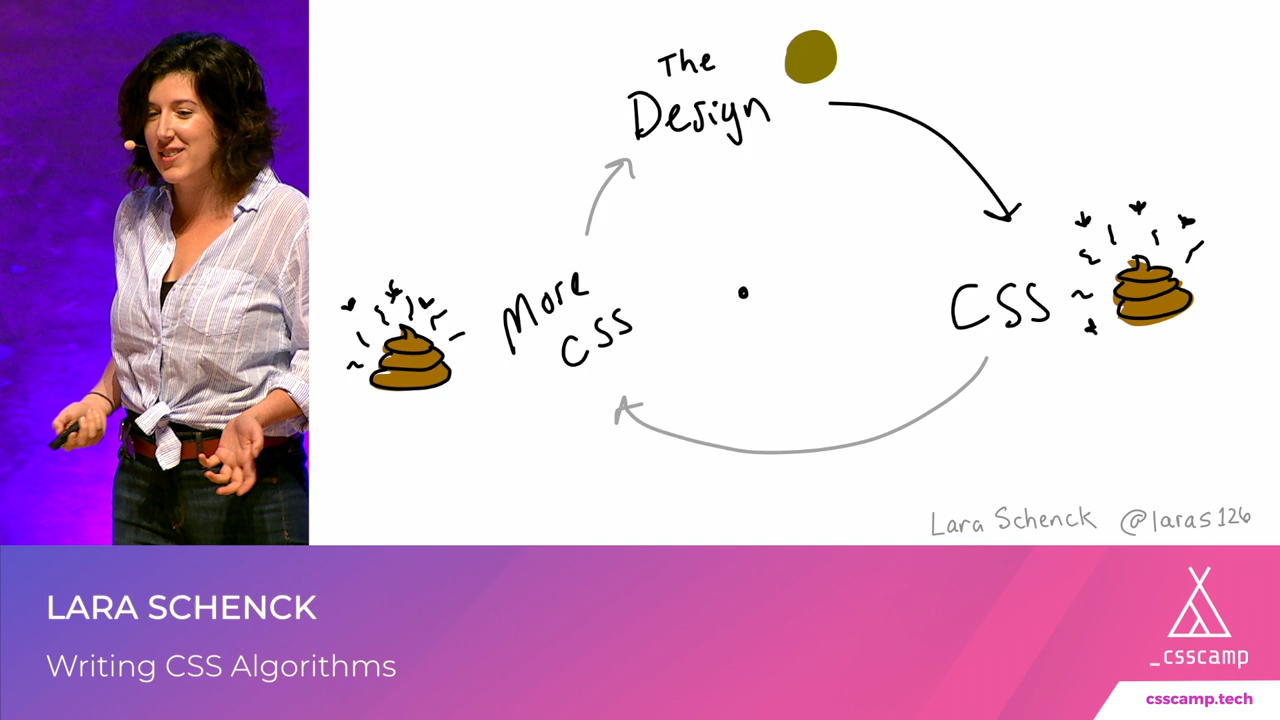 The
Design
CSS
More
CSS
Lara Schenck @laras126
LARA SCHENCK
Writing CSS Algorithms
_csscamp
csscamp.tech